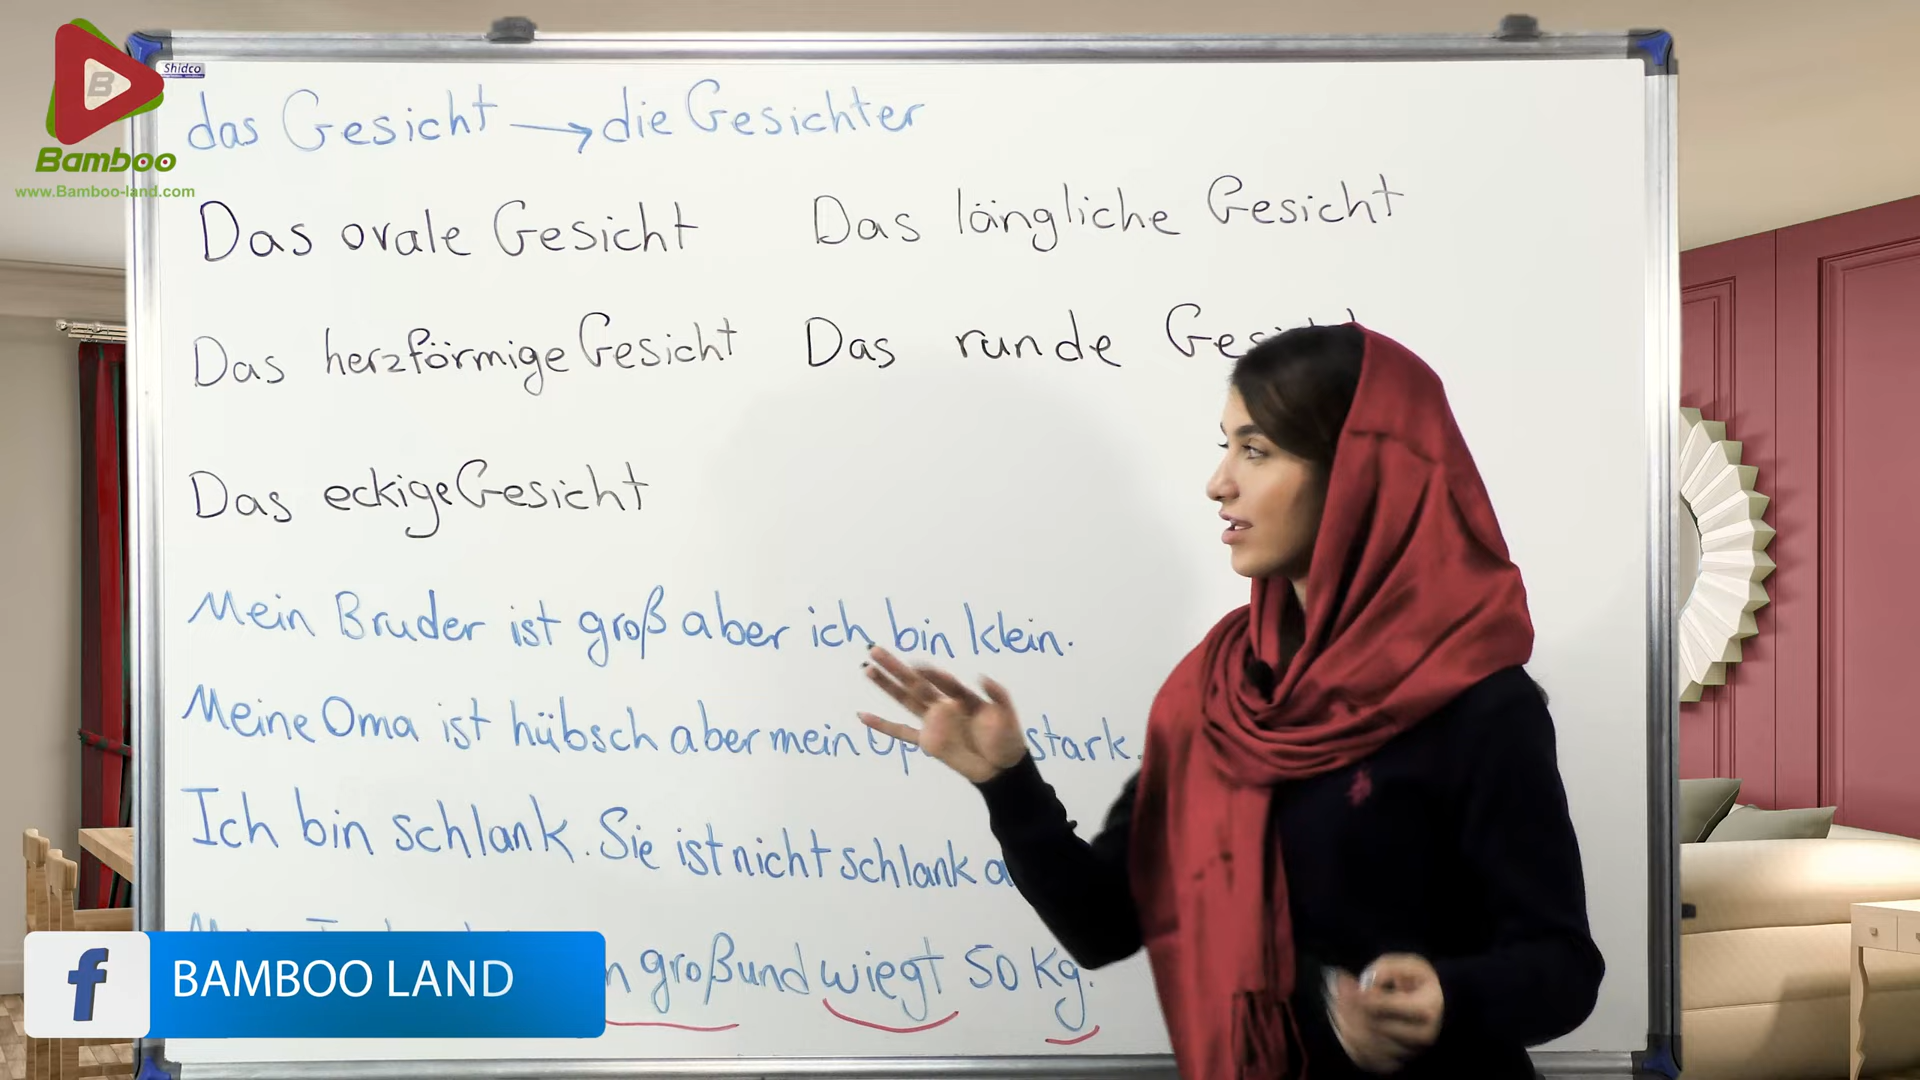 Shidco
B
Bamboo
www.Bamboo-land.com
das Gesicht → die Gesichter
Das ovale Gesicht Das längliche Gesicht
Das herzförmige Gesicht Das runde
Das eckige Gesicht
Mein Bruder ist groß aber ich bin klein.
Meine Oma ist hübsch aber mein stark.
Ich bin schlank. Sie ist nicht schlank
groß und wiegt 50 Kg.
f BAMBOO LAND